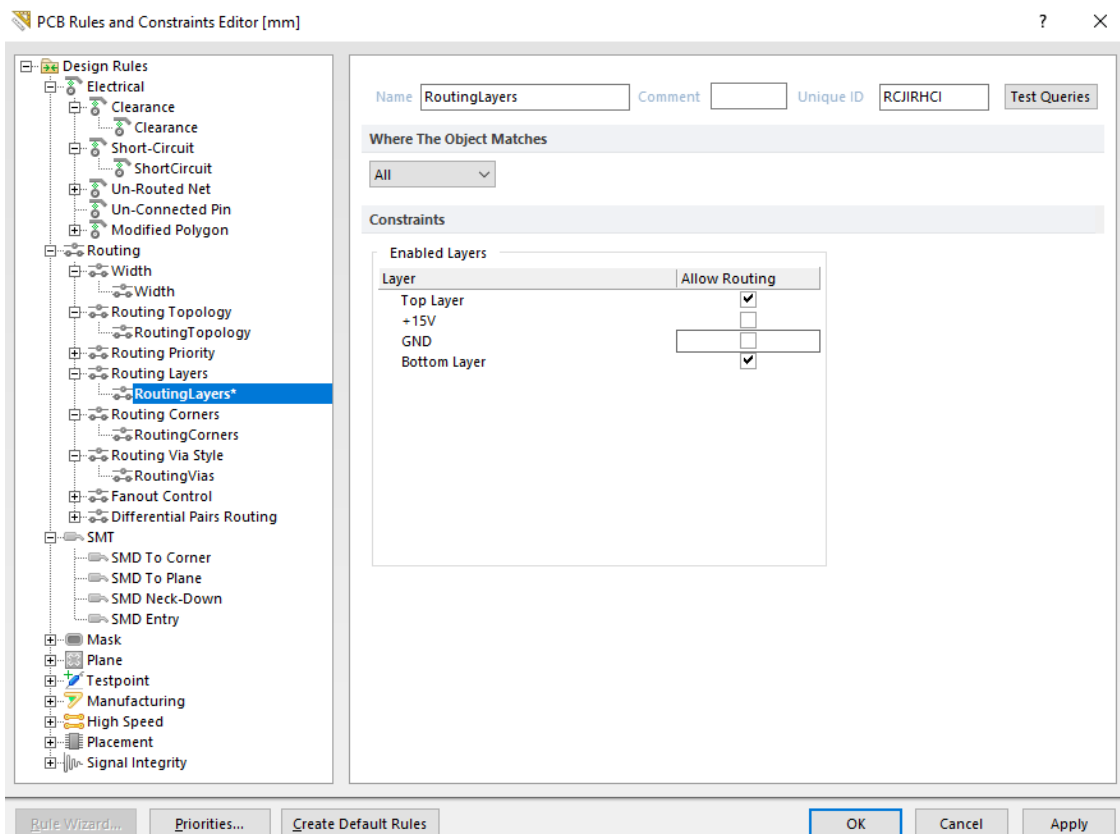 PCB Rules and Constraints Editor [mm]
? ×
Design Rules
Electrical
Clearance
Clearance
Short-Circuit
ShortCircuit
Un-Routed Net
Un-Connected Pin
Modified Polygon
Routing
Width
Width
Routing Topology
RoutingTopology
Routing Priority
Routing Layers
RoutingLayers*
Routing Corners
RoutingCorners
Routing Via Style
RoutingVias
Fanout Control
Differential Pairs Routing
SMT
SMD To Corner
SMD To Plane
SMD Neck-Down
SMD Entry
Mask
Plane
Testpoint
Manufacturing
High Speed
Placement
Signal Integrity
Name RoutingLayers Comment Unique ID RCJIRHCI Test Queries
Where The Object Matches
All
Constraints
Enabled Layers
Layer Allow Routing
Top Layer
+15V
GND
Bottom Layer
Rule Wizard... Priorities... Create Default Rules OK Cancel Apply